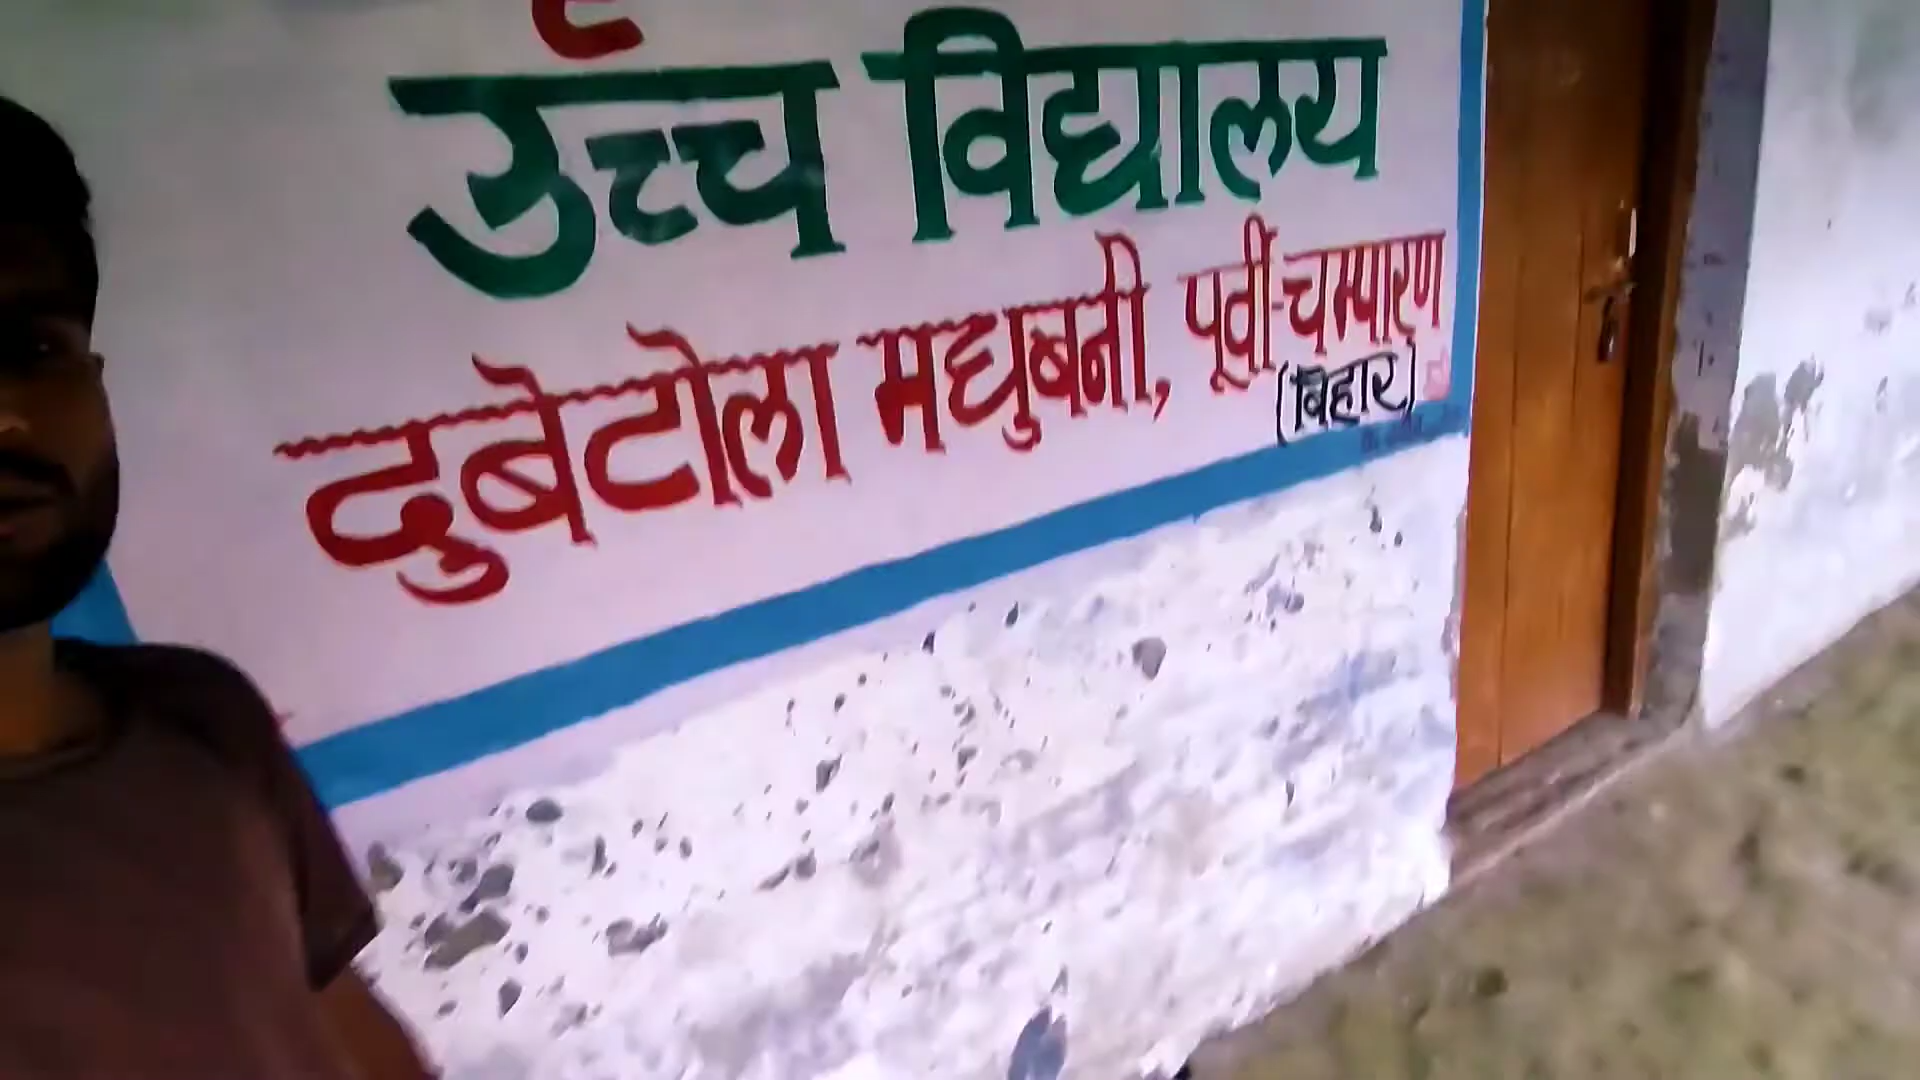 उच्च विद्यालय
दुबेटोला मधुबनी, पूर्वी-चम्पारण
(बिहार)